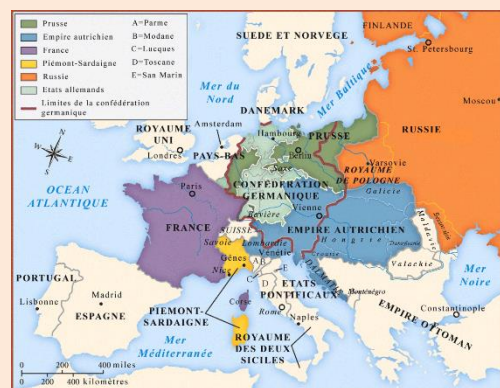 Prusse
Empire autrichien
France
Piémont-Sardaigne
Russie
Etats allemands
Limites de la confédération
germanique
A=Parme
B=Modane
C=Lucques
D=Toscane
E=San Marin
FINLANDE
SUEDE ET NORVEGE
St. Petersbourg
Mer du
Nord
Mer Baltique
Moscou
DANEMARK
RUSSIE
ROYAUME
UNI
Londres
Amsterdam
PAYS-BAS
Hambourg
PRUSSE
Berlin
Saxe
Varsovie
ROYAUME
DE POLOGNE
N
E
S
W
OCEAN
ATLANTIQUE
Paris
CONFÉDÉRATION
GERMANIQUE
Galicie
Bavière
Vienne
FRANCE
SUISSE
EMPIRE AUTRICHIEN
Hongrie
Moldavie
Savoie
Lombardie
Vénétie
Croatie
Valachie
Gênes
Nice
A
B
C
D
E
DALMATIE
Monténégro
Mer
Noire
PORTUGAL
Lisbonne
Madrid
ESPAGNE
Corse
ETATS
PONTIFICAUX
Rome
Naples
Constantinople
EMPIRE OTTOMAN
PIEMONT-
SARDAIGNE
ROYAUME
DES DEUX
SICILES
Mer
Méditerranée
0 200 400 miles
0 200 400 kilomètres